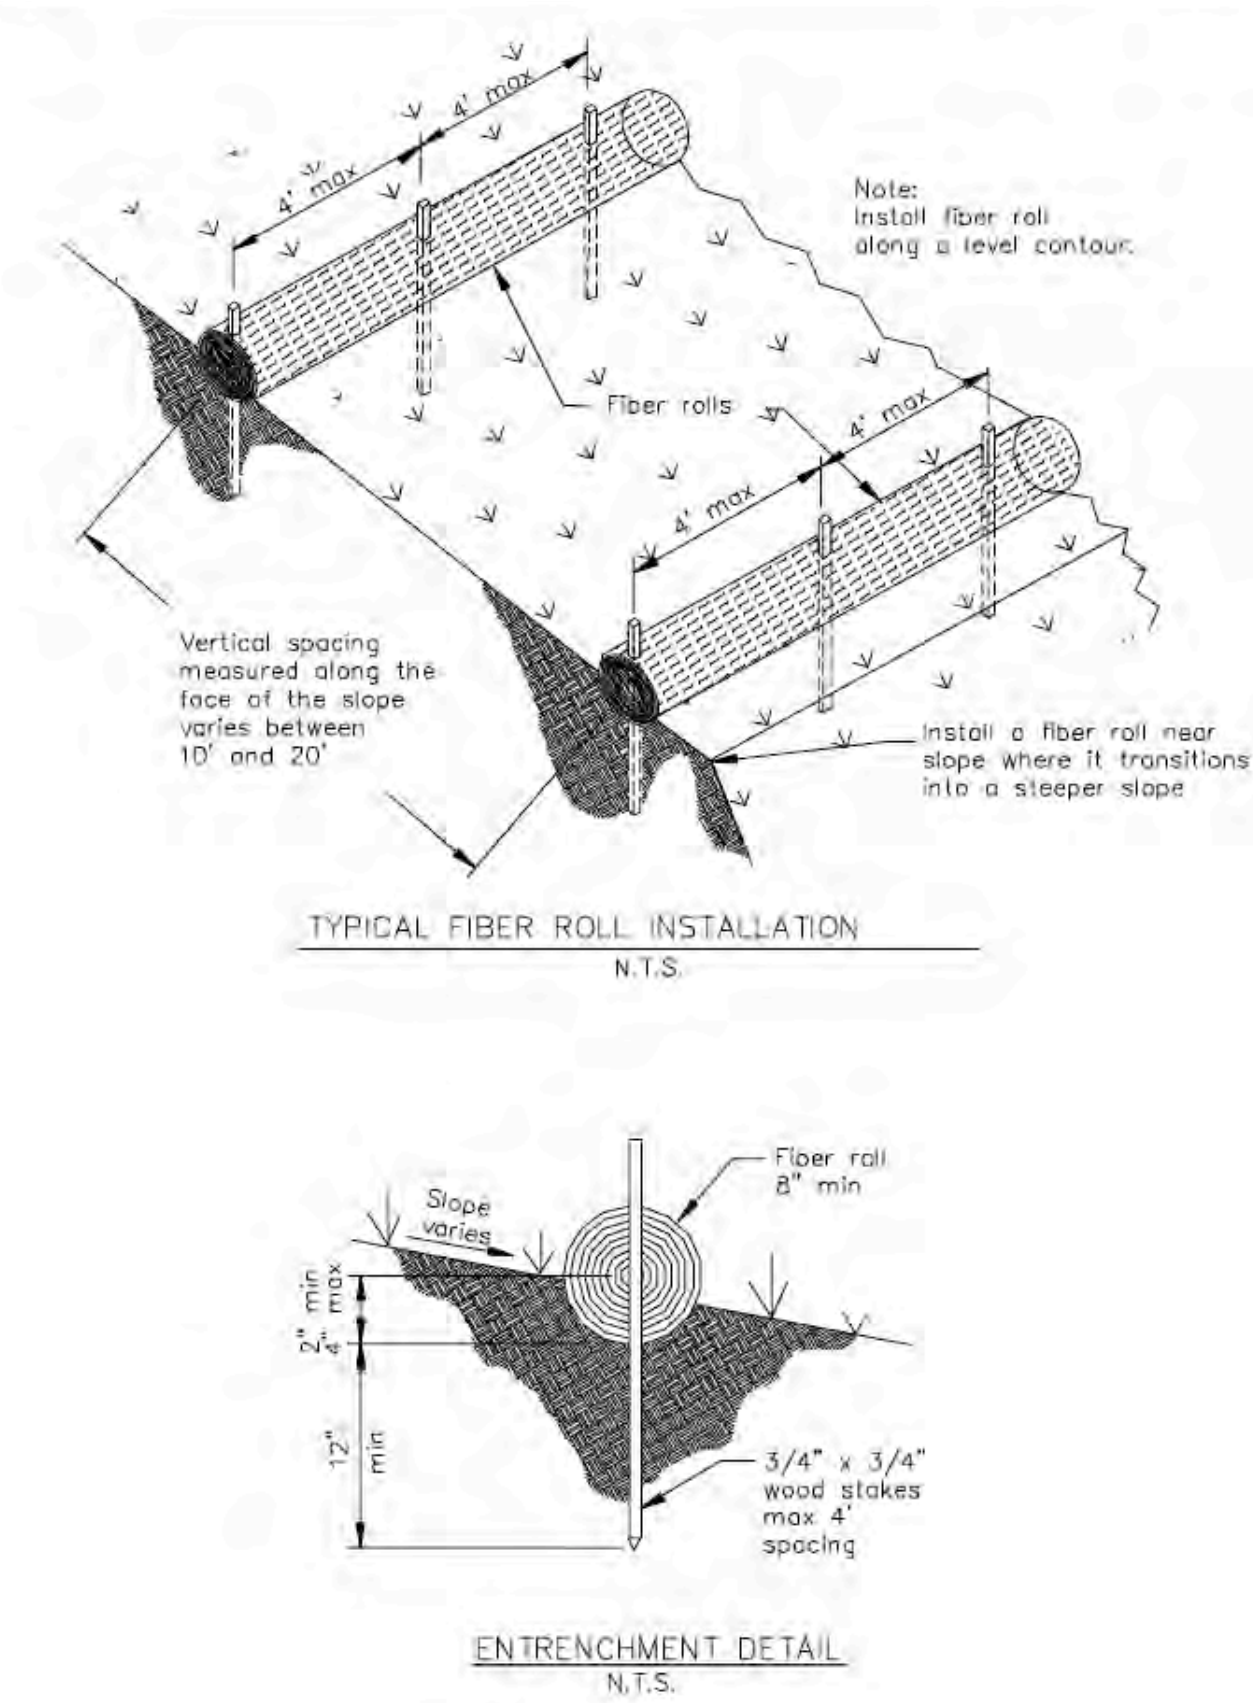 4' max
4' max
Note:
Install fiber roll
along a level contour.
Fiber rolls
4' max
4' max
Vertical spacing
measured along the
face of the slope
varies between
10' and 20'
Install a fiber roll near
slope where it transitions
into a steeper slope
TYPICAL FIBER ROLL INSTALLATION
N.T.S.
Fiber roll
8" min
Slope
varies
2" min
4" max
12"
min
3/4" x 3/4"
wood stakes
max 4'
spacing
ENTRENCHMENT DETAIL
N.T.S.